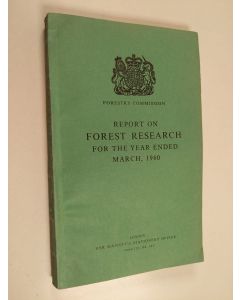 FORESTRY COMMISSION
REPORT ON
FOREST RESEARCH
FOR THE YEAR ENDED
MARCH, 1960
LONDON
HER MAJESTY'S STATIONERY OFFICE